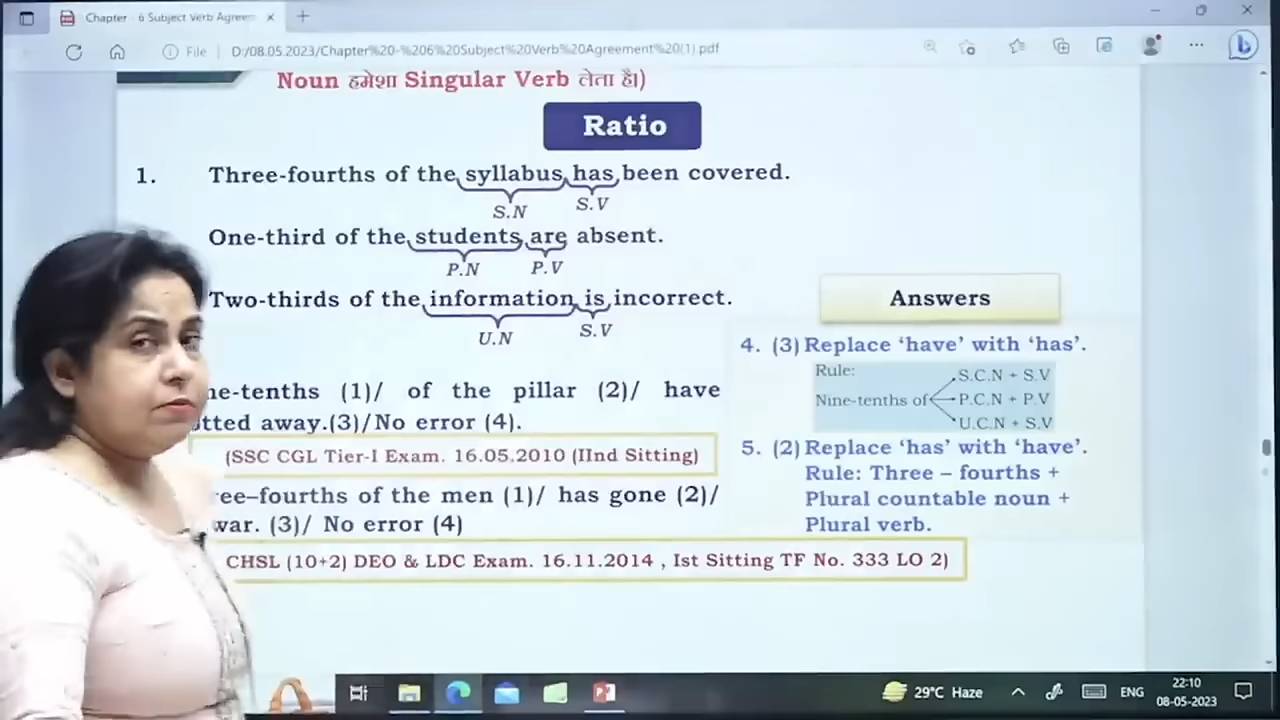 Chapter - 6 Subject Verb Agreem
File D:/08.05.2023/Chapter%20-%206%20Subject%20Verb%20Agreement%20(1).pdf
Noun हमेशा Singular Verb लेता है।)
Ratio
1. Three-fourths of the syllabus has been covered.
S.N S.V
One-third of the students are absent.
P.N P.V
Two-thirds of the information is incorrect.
U.N S.V
Answers
ne-tenths (1)/ of the pillar (2)/ have
tted away.(3)/No error (4).
(SSC CGL Tier-I Exam. 16.05.2010 (IInd Sitting)
ree–fourths of the men (1)/ has gone (2)/
war. (3)/ No error (4)
CHSL (10+2) DEO & LDC Exam. 16.11.2014 , Ist Sitting TF No. 333 LO 2)
4. (3) Replace ‘have’ with ‘has’.
Rule:
S.C.N + S.V
Nine-tenths of P.C.N + P.V
U.C.N + S.V
5. (2) Replace ‘has’ with ‘have’.
Rule: Three – fourths +
Plural countable noun +
Plural verb.
29°C Haze ENG 22:10
08-05-2023